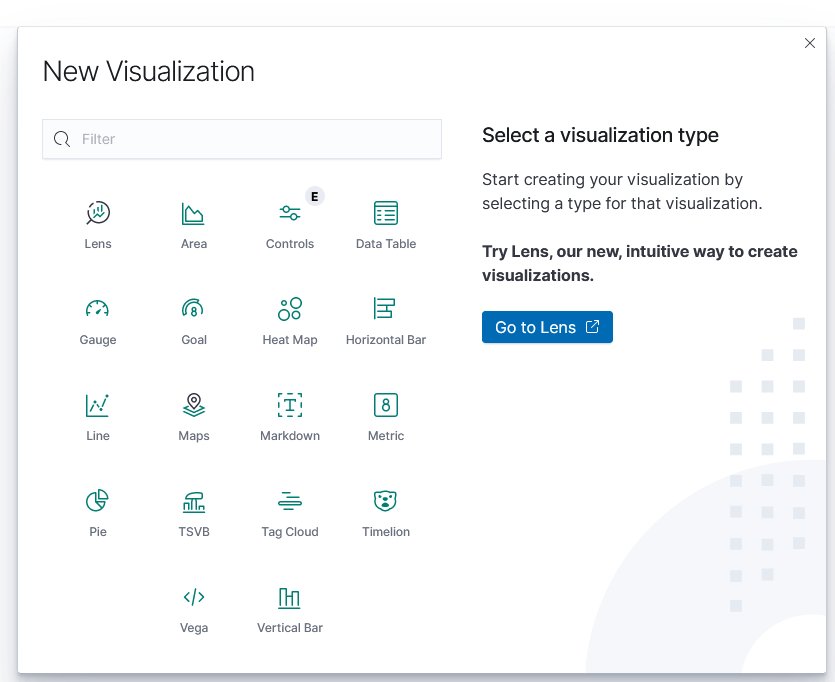 New Visualization
Filter
E
Lens
Area
Controls
Data Table
Gauge
8
Goal
Heat Map
Horizontal Bar
Line
Maps
T
Markdown
8
Metric
Pie
TSVB
Tag Cloud
Timelion
</>
Vega
Vertical Bar
Select a visualization type
Start creating your visualization by
selecting a type for that visualization.
Try Lens, our new, intuitive way to create
visualizations.
Go to Lens